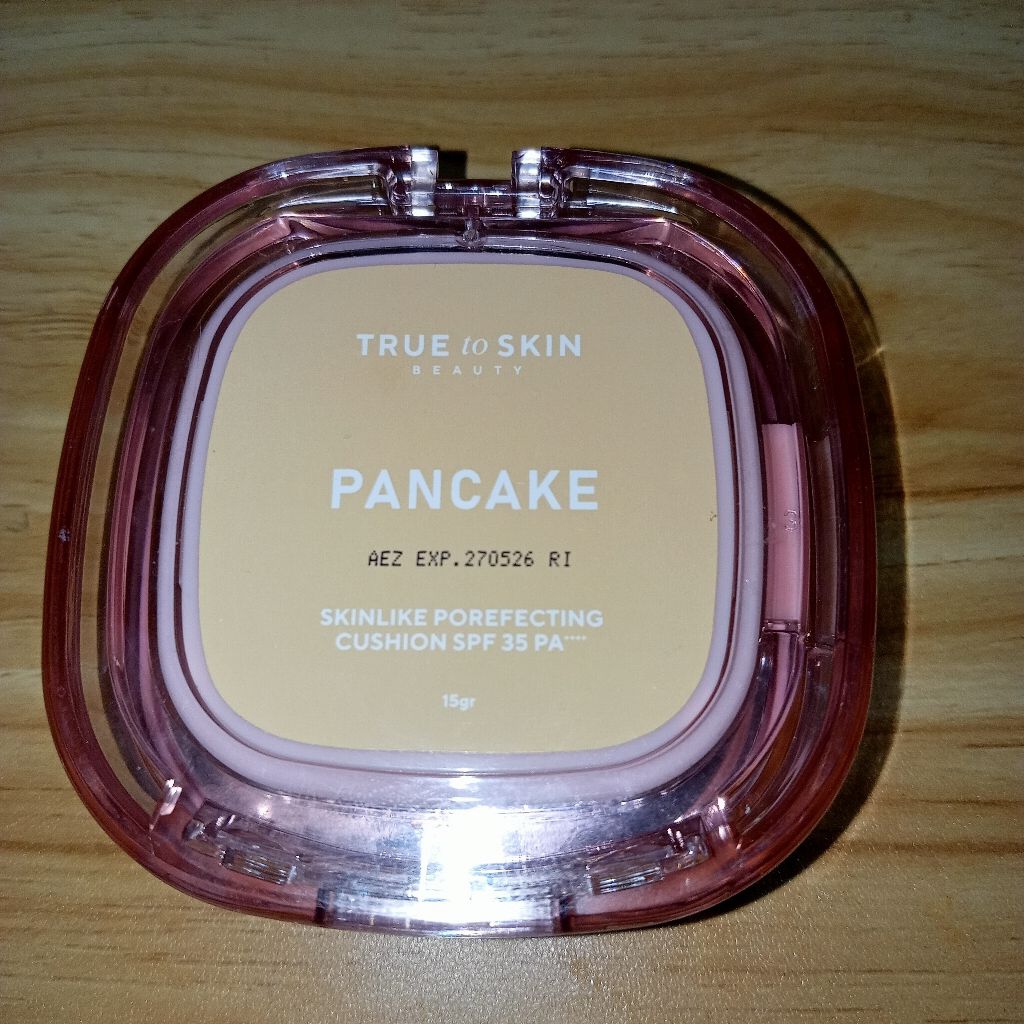 TRUE to SKIN
BEAUTY
PANCAKE
AEZ EXP.270526 RI
SKINLIKE POREFECTING
CUSHION SPF 35 PA****
15gr